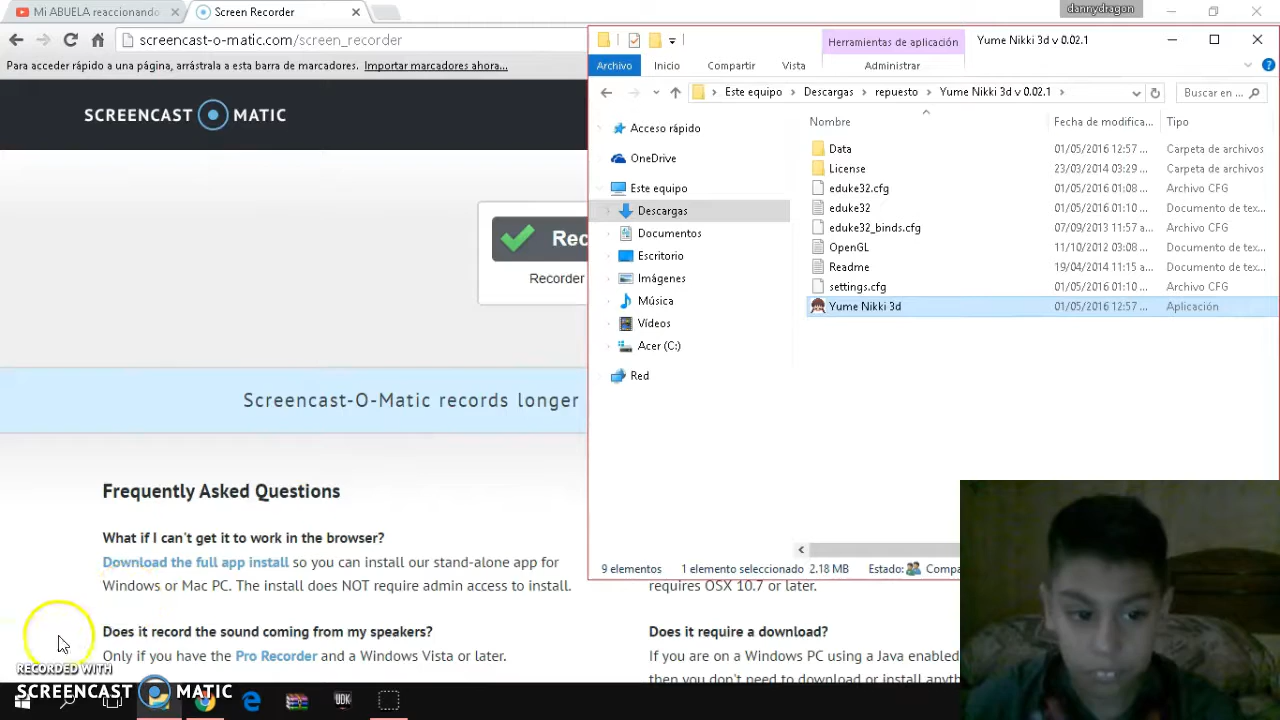 Mi ABUELA reaccionando
Screen Recorder
dannydragon
screencast-o-matic.com/screen_recorder
Para acceder rápido a una página, arrástrala a esta barra de marcadores. Importar marcadores ahora...
SCREENCAST MATIC
Rec
Recorder
Screencast-O-Matic records longer
Frequently Asked Questions
What if I can't get it to work in the browser?
Download the full app install so you can install our stand-alone app for
Windows or Mac PC. The install does NOT require admin access to install.
requires OSX 10.7 or later.
Does it record the sound coming from my speakers?
Only if you have the Pro Recorder and a Windows Vista or later.
Does it require a download?
If you are on a Windows PC using a Java enabled
then you don't need to download or install anyth
Herramientas de aplicación
Yume Nikki 3d v 0.02.1
Archivo Inicio Compartir Vista Administrar
Este equipo Descargas repuesto Yume Nikki 3d v 0.02.1
Buscar en ...
Acceso rápido
OneDrive
Este equipo
Descargas
Documentos
Escritorio
Imágenes
Música
Vídeos
Acer (C:)
Red
Nombre Fecha de modifica... Tipo
Data 01/05/2016 12:57 ... Carpeta de archivos
License 23/03/2014 03:29 ... Carpeta de archivos
eduke32.cfg 01/05/2016 01:08 ... Archivo CFG
eduke32 01/05/2016 01:10 ... Documento de tex...
eduke32_binds.cfg 07/09/2013 11:57 a... Archivo CFG
OpenGL 11/10/2012 03:08 ... Documento de tex...
Readme 19/04/2014 11:15 a... Documento de tex...
settings.cfg 01/05/2016 01:10 ... Archivo CFG
Yume Nikki 3d 01/05/2016 12:57 ... Aplicación
9 elementos 1 elemento seleccionado 2.18 MB Estado: Compa
RECORDED WITH
SCREENCAST MATIC
UDK